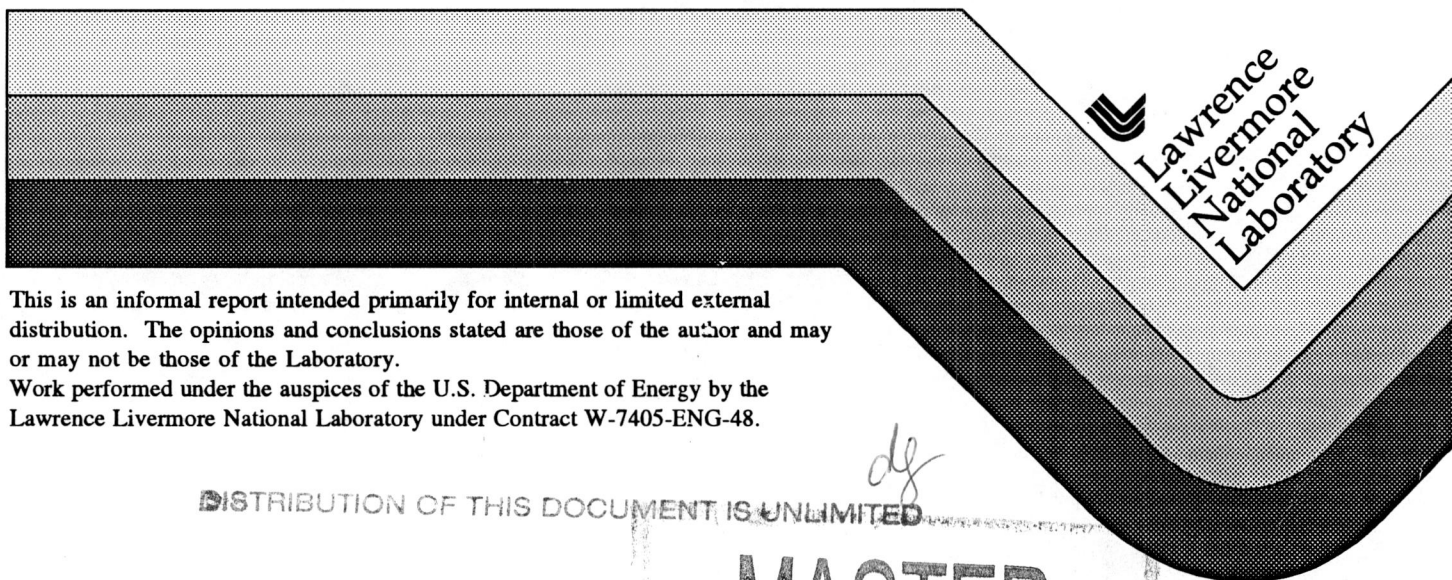 Lawrence
Livermore
National
Laboratory
This is an informal report intended primarily for internal or limited external
distribution. The opinions and conclusions stated are those of the author and may
or may not be those of the Laboratory.
Work performed under the auspices of the U.S. Department of Energy by the
Lawrence Livermore National Laboratory under Contract W-7405-ENG-48.
DISTRIBUTION OF THIS DOCUMENT IS UNLIMITED
MASTER